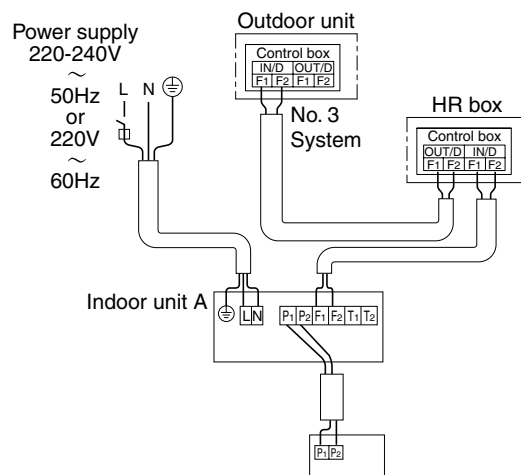 Power supply
220-240V
~
50Hz
or
220V
~
60Hz
L N
Outdoor unit
Control box
IN/D OUT/D
F1 F2 F1 F2
No. 3
System
HR box
Control box
OUT/D IN/D
F1 F2 F1 F2
Indoor unit A
L N
P1 P2 F1 F2 T1 T2
P1 P2